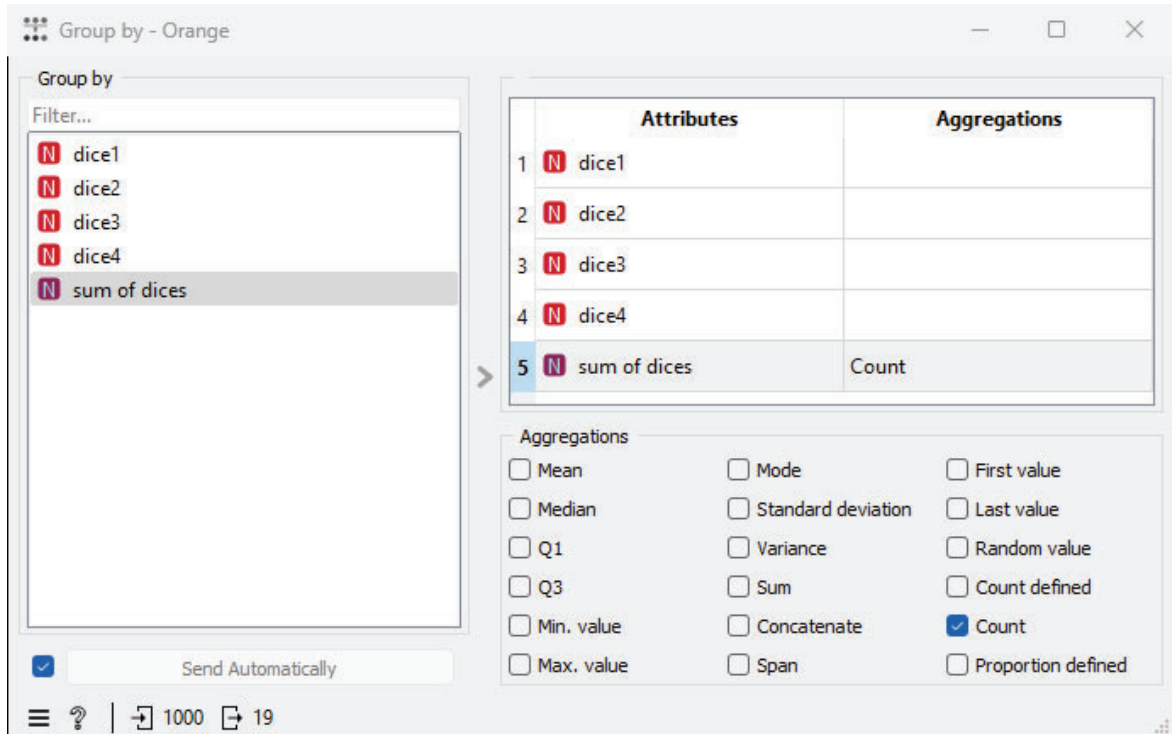 Group by - Orange
Group by
Filter...
N dice1
N dice2
N dice3
N dice4
N sum of dices
Send Automatically
1000 19
>
Attributes Aggregations
1 N dice1
2 N dice2
3 N dice3
4 N dice4
5 N sum of dices Count
Aggregations
Mean Mode First value
Median Standard deviation Last value
Q1 Variance Random value
Q3 Sum Count defined
Min. value Concatenate Count
Max. value Span Proportion defined